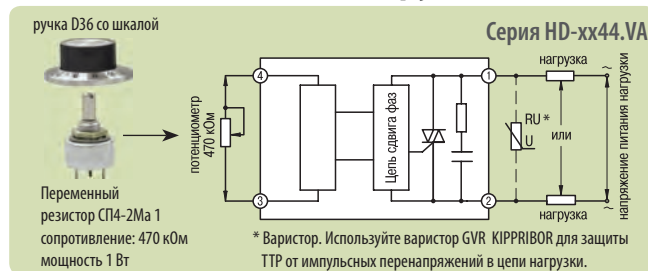 ручка D36 со шкалой
Серия HD-xx44.VA
Переменный
резистор СП4-2Ма 1
сопротивление: 470 кОм
мощность 1 Вт
потенциометр
470 кОм
4
3
Цепь сдвига фаз
1
2
RU *
U
или
нагрузка
нагрузка
~
напряжение питания нагрузки
~
* Варистор. Используйте варистор GVR KIPPRIBOR для защиты
ТТР от импульсных перенапряжений в цепи нагрузки.